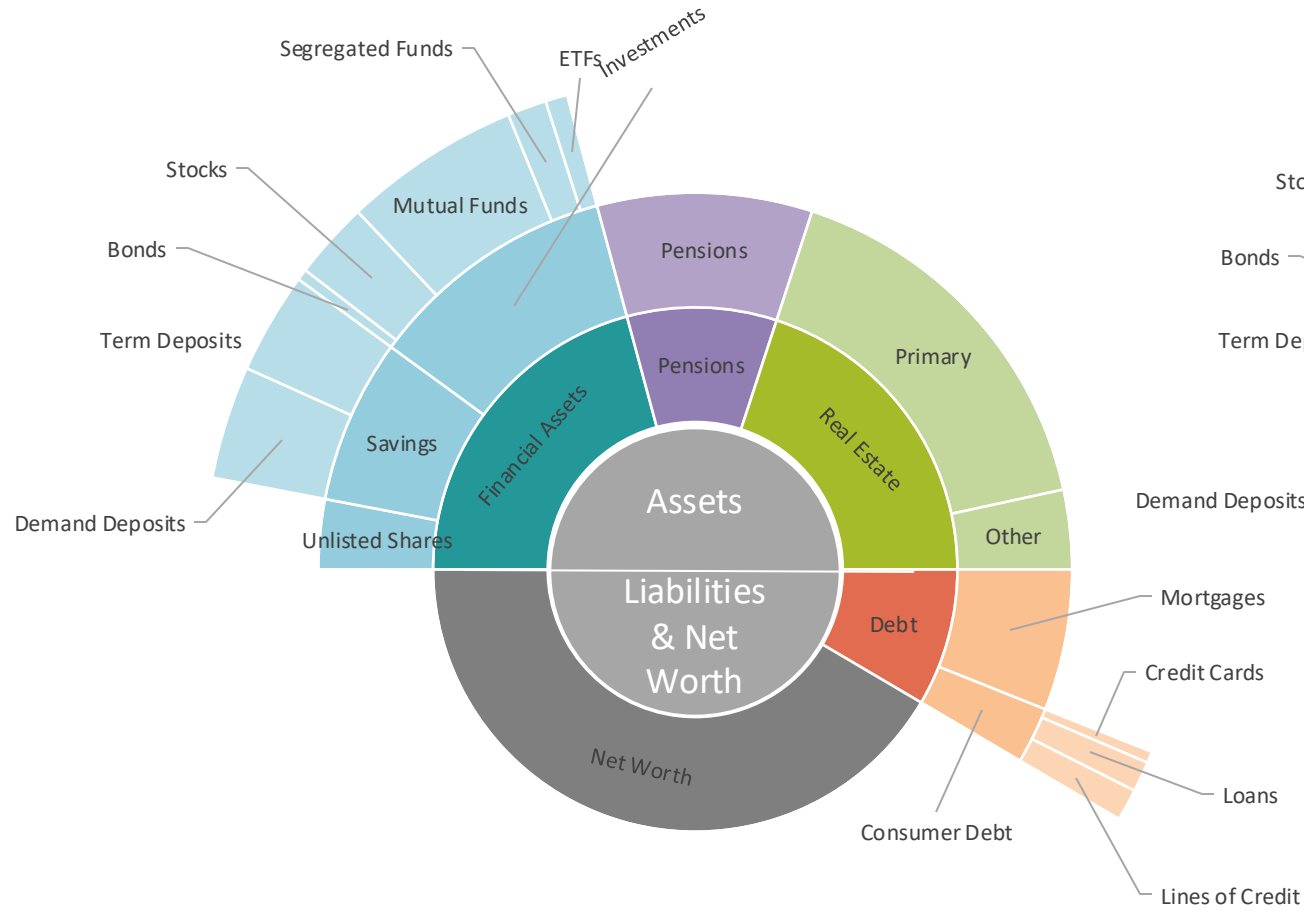 Segregated Funds
ETFs
Investments
Stocks
Mutual Funds
Bonds
Term Deposits
Savings
Demand Deposits
Unlisted Shares
Financial Assets
Pensions
Pensions
Primary
Real Estate
Other
Assets
Liabilities
& Net
Worth
Debt
Net Worth
Mortgages
Credit Cards
Loans
Consumer Debt
Lines of Credit
Bonds
Demand Deposits